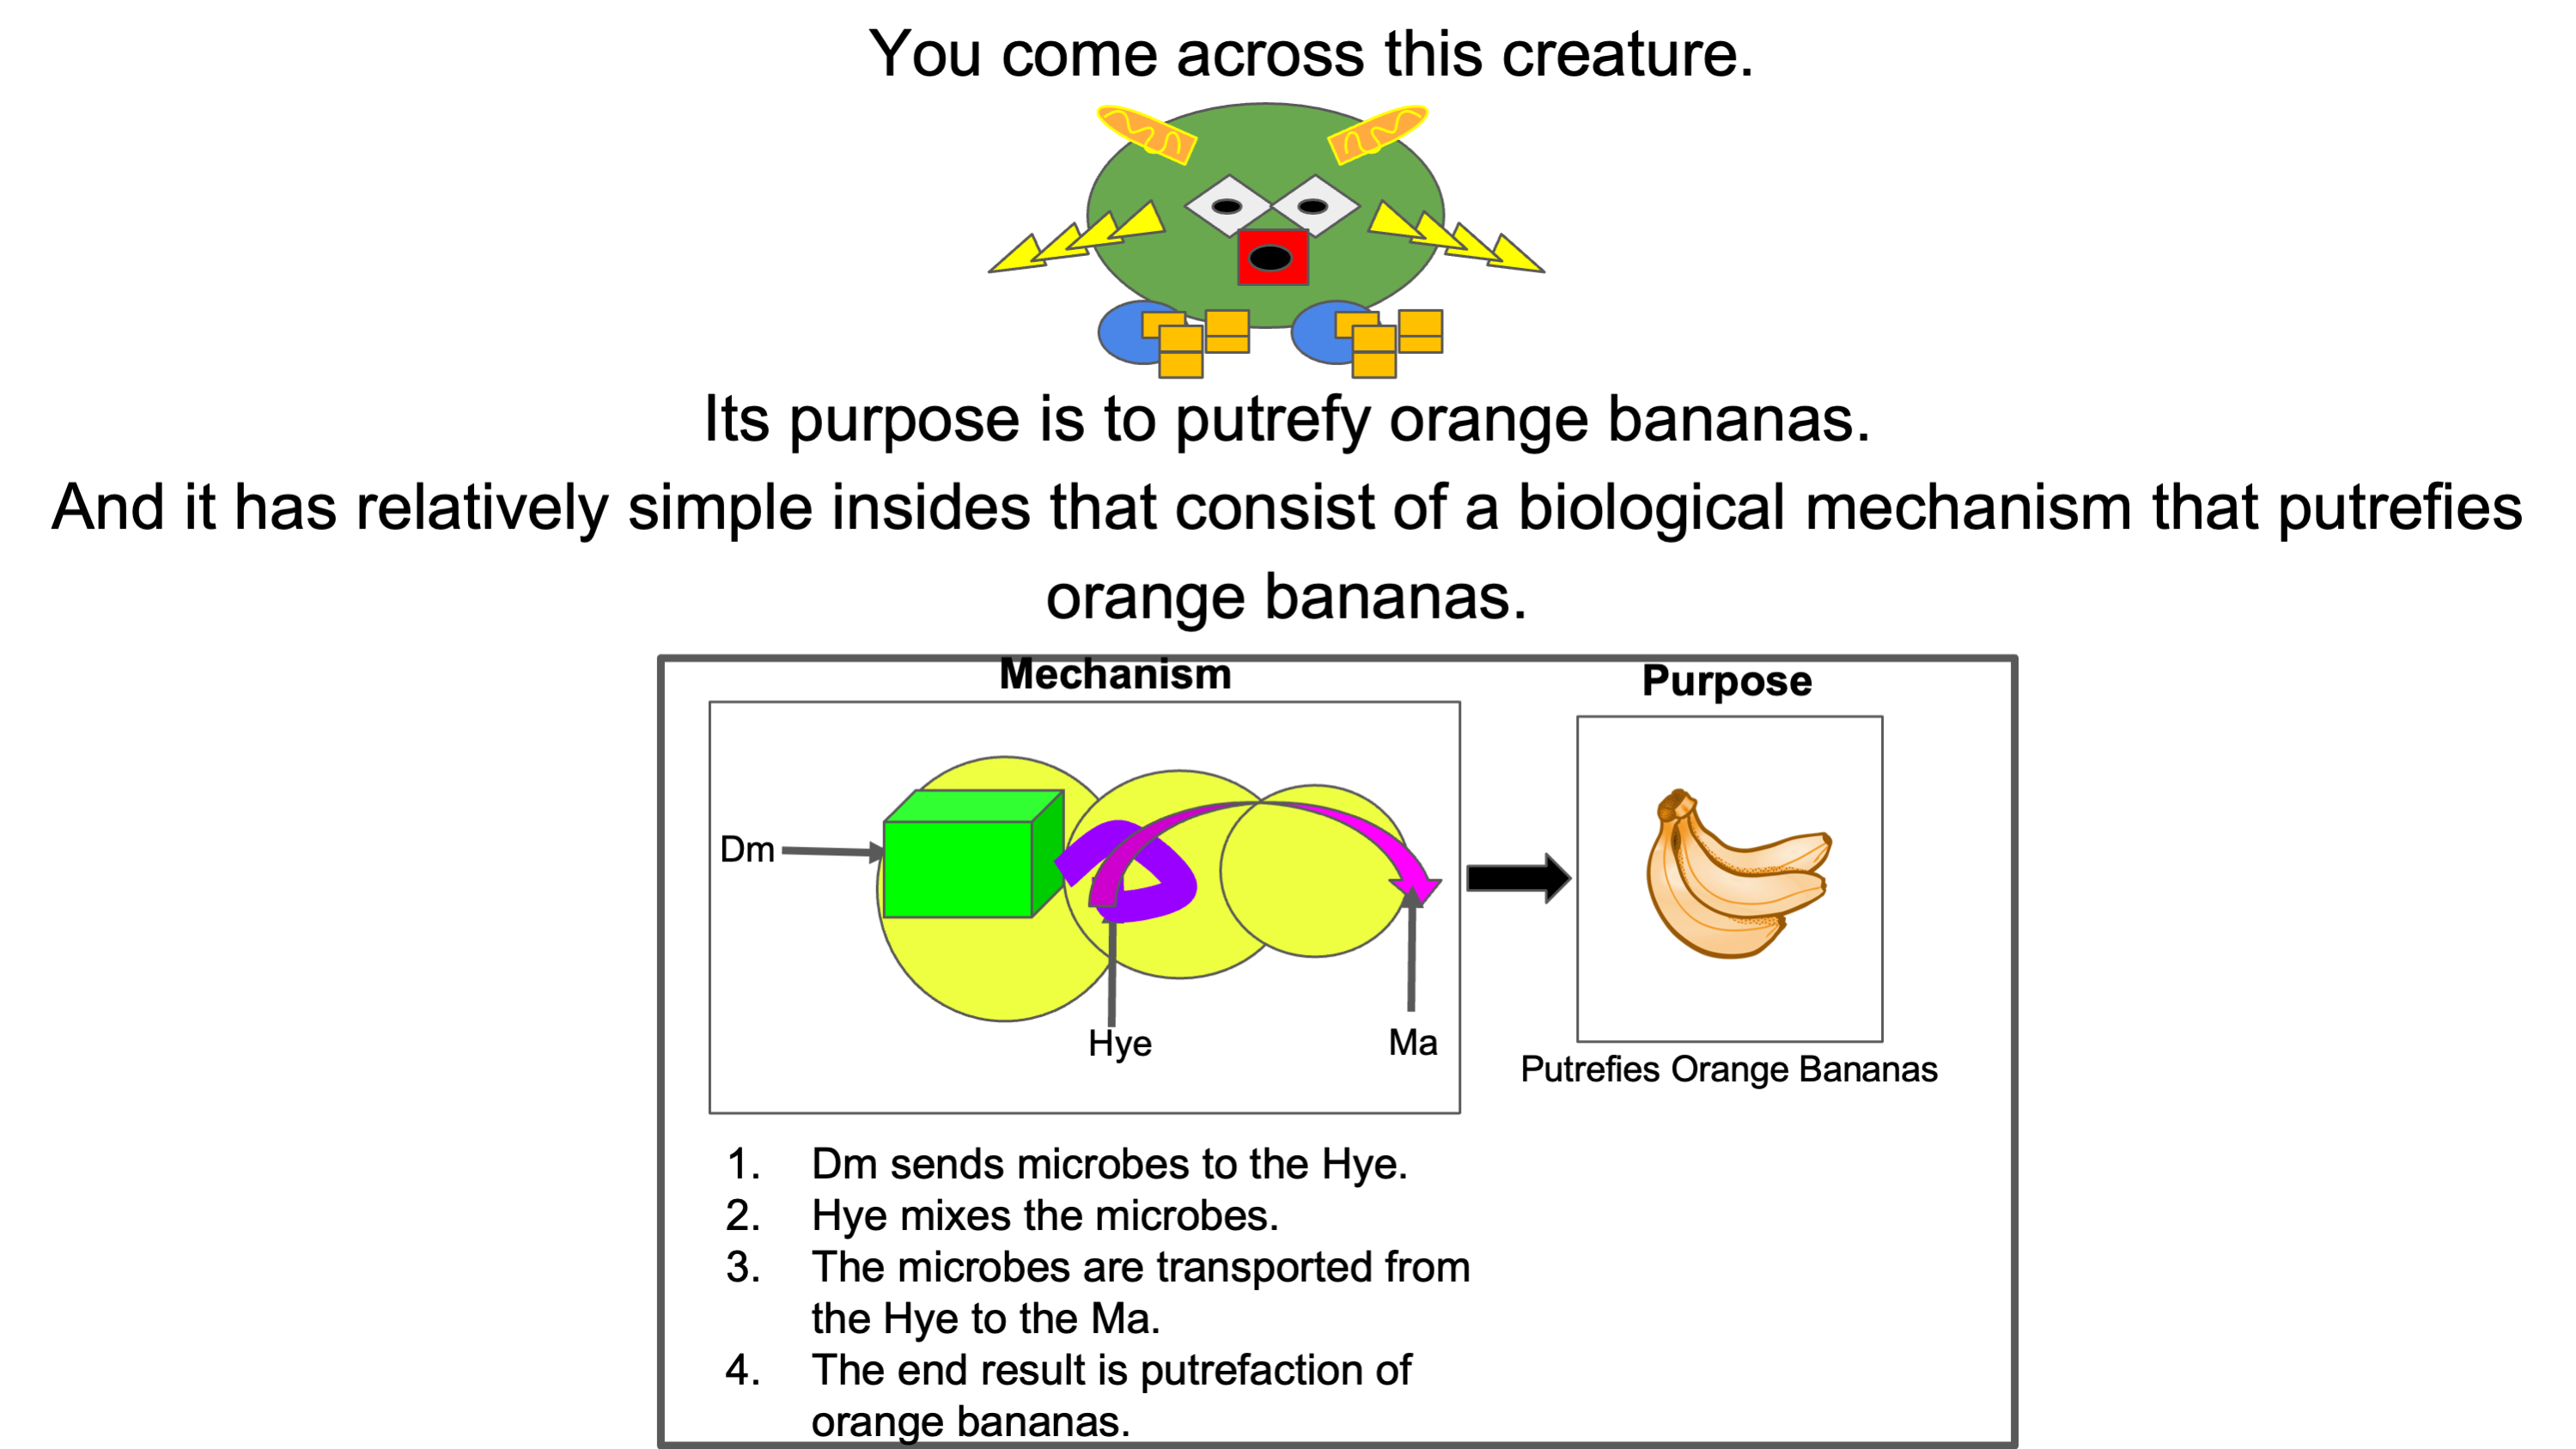 You come across this creature.
Its purpose is to putrefy orange bananas.
And it has relatively simple insides that consist of a biological mechanism that putrefies
orange bananas.
Mechanism
Purpose
Dm
Hye
Ma
Putrefies Orange Bananas
1. Dm sends microbes to the Hye.
2. Hye mixes the microbes.
3. The microbes are transported from
the Hye to the Ma.
4. The end result is putrefaction of
orange bananas.